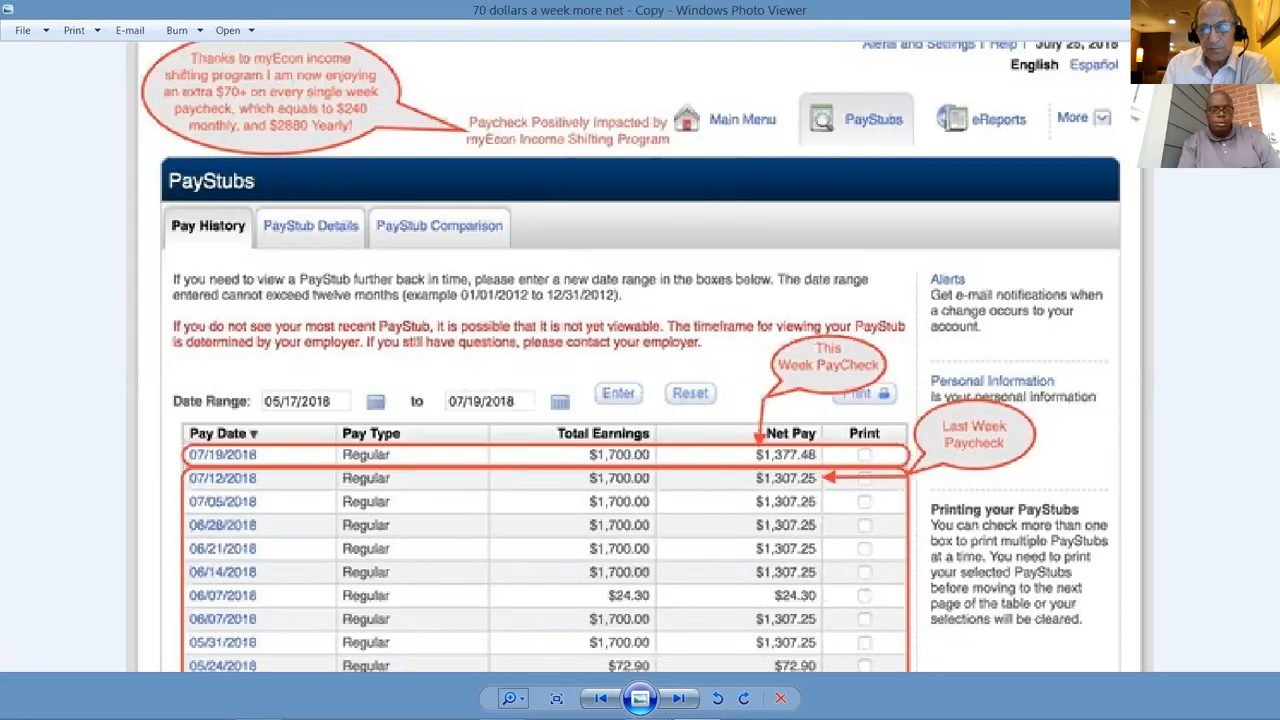 70 dollars a week more net - Copy - Windows Photo Viewer
File Print E-mail Burn Open
Alerts and Settings | Help | July 25, 2018
English Español
Thanks to myEcon income
shifting program I am now enjoying
an extra $70+ on every single week
paycheck, which equals to $240
monthly, and $2880 Yearly!
Paycheck Positively Impacted by
myEcon Income Shifting Program
Main Menu PayStubs eReports More
PayStubs
Pay History PayStub Details PayStub Comparison
If you need to view a PayStub further back in time, please enter a new date range in the boxes below. The date range
entered cannot exceed twelve months (example 01/01/2012 to 12/31/2012).
If you do not see your most recent PayStub, it is possible that it is not yet viewable. The timeframe for viewing your PayStub
is determined by your employer. If you still have questions, please contact your employer.
This
Week PayCheck
Date Range: 05/17/2018 to 07/19/2018 Enter Reset Print
Pay Date Pay Type Total Earnings Net Pay Print
07/19/2018 Regular $1,700.00 $1,377.48
07/12/2018 Regular $1,700.00 $1,307.25
07/05/2018 Regular $1,700.00 $1,307.25
06/28/2018 Regular $1,700.00 $1,307.25
06/21/2018 Regular $1,700.00 $1,307.25
06/14/2018 Regular $1,700.00 $1,307.25
06/07/2018 Regular $24.30 $24.30
06/07/2018 Regular $1,700.00 $1,307.25
05/31/2018 Regular $1,700.00 $1,307.25
05/24/2018 Regular $72.90 $72.90
Alerts
Get e-mail notifications when
a change occurs to your
account.
Personal Information
Is your personal information
Last Week
Paycheck
Printing your PayStubs
You can check more than one
box to print multiple PayStubs
at a time. You need to print
your selected PayStubs
before moving to the next
page of the table or your
selections will be cleared.